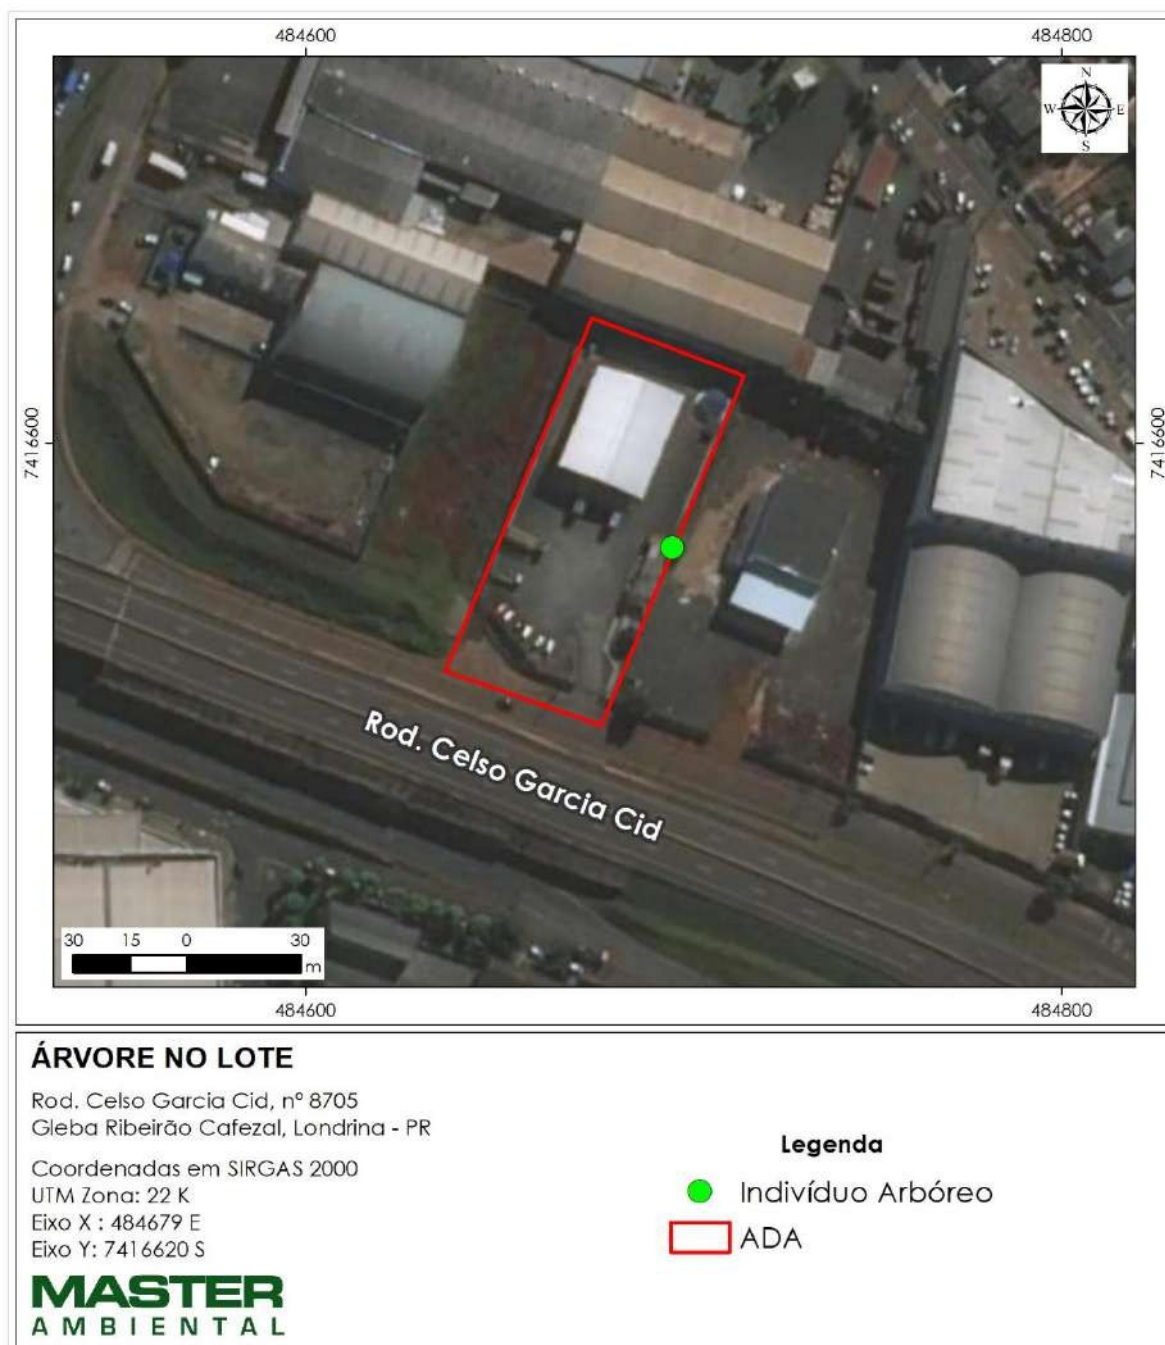 484600
484800
N
W
E
S
7416600
7416600
Rod. Celso Garcia Cid
30 15 0 30
m
484600
484800
ÁRVORE NO LOTE
Rod. Celso Garcia Cid, nº 8705
Gleba Ribeirão Cafezal, Londrina - PR
Coordenadas em SIRGAS 2000
UTM Zona: 22 K
Eixo X : 484679 E
Eixo Y: 7416620 S
MASTER
AMBIENTAL
Legenda
Indivíduo Arbóreo
ADA